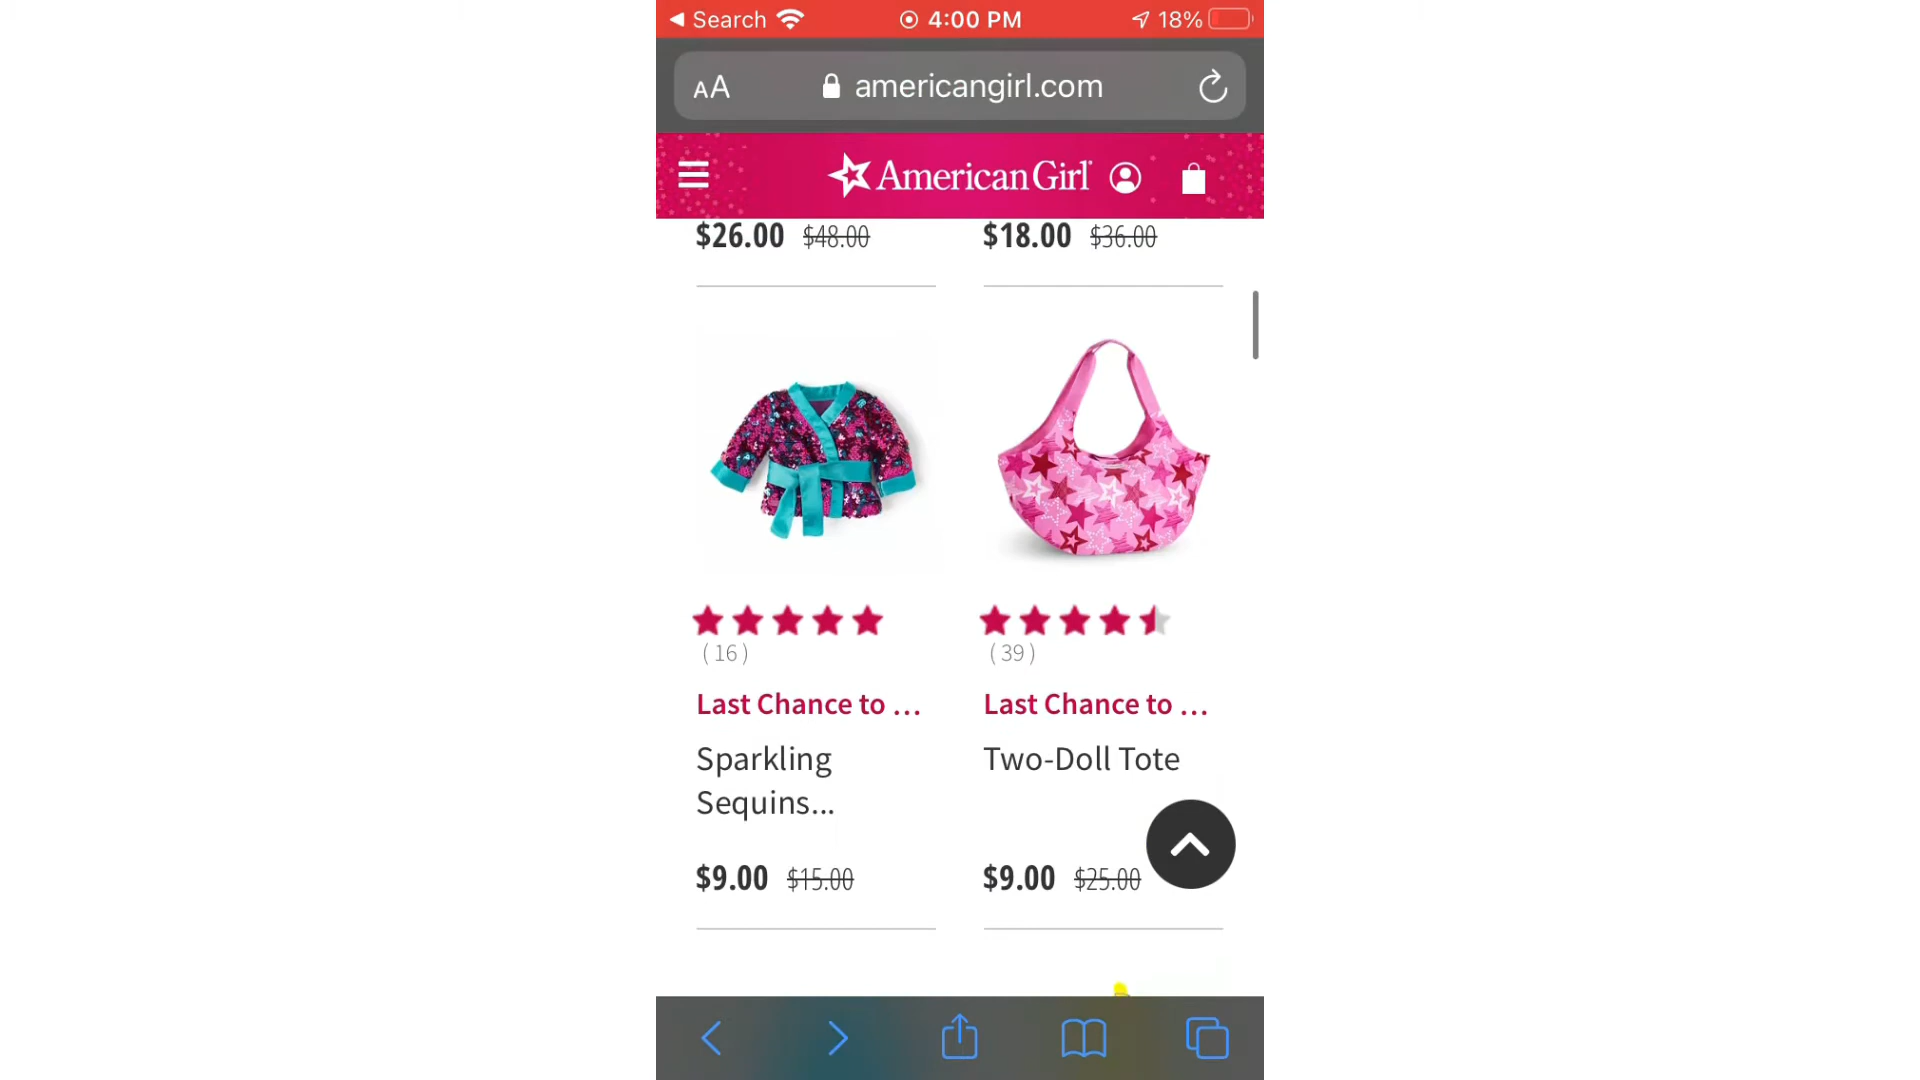 Search 4:00 PM 18%
AA americangirl.com
American Girl
$26.00 $48.00 $18.00 $36.00
( 16 ) ( 39 )
Last Chance to ... Last Chance to ...
Sparkling Two-Doll Tote
Sequins...
$9.00 $15.00 $9.00 $25.00